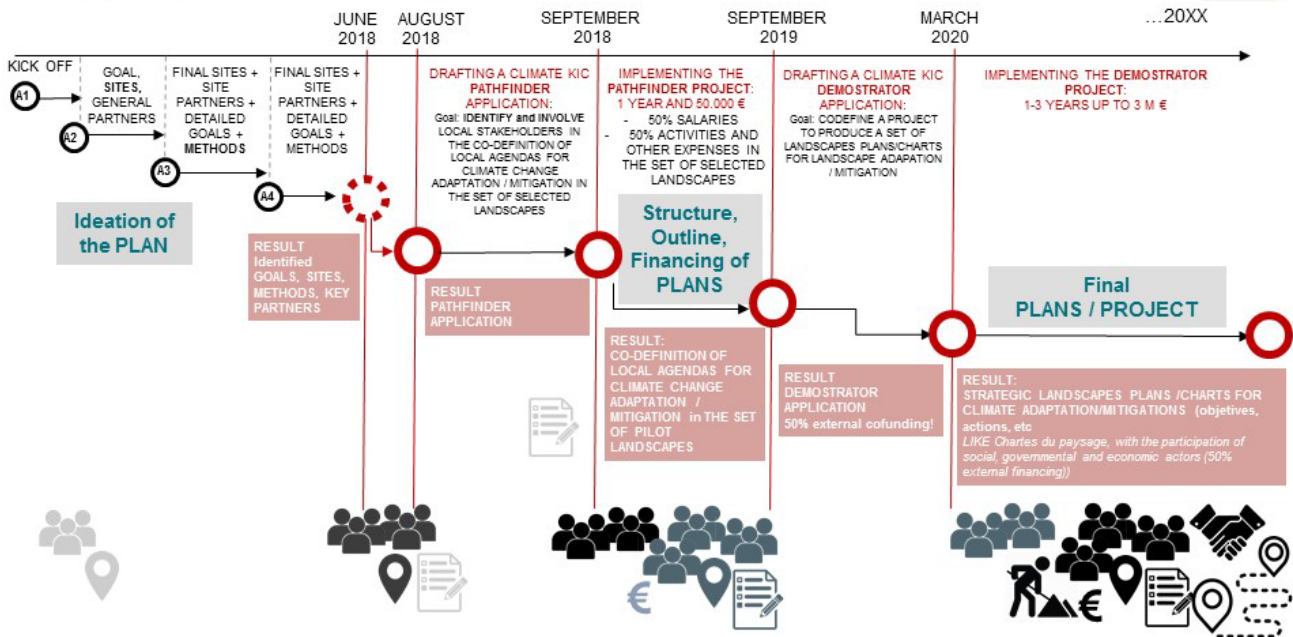 JUNE
2018
AUGUST
2018
SEPTEMBER
2018
SEPTEMBER
2019
MARCH
2020
...20XX
KICK OFF
A1
GOAL,
SITES,
GENERAL
PARTNERS
A2
FINAL SITES +
SITE
PARTNERS +
DETAILED
GOALS +
METHODS
A3
FINAL SITES +
SITE
PARTNERS +
DETAILED
GOALS +
METHODS
A4
DRAFTING A CLIMATE KIC
PATHFINDER
APPLICATION:
Goal: IDENTIFY and INVOLVE
LOCAL STAKEHOLDERS IN
THE CO-DEFINITION OF
LOCAL AGENDAS FOR
CLIMATE CHANGE
ADAPTATION / MITIGATION IN
THE SET OF SELECTED
LANDSCAPES
IMPLEMENTING THE
PATHFINDER PROJECT:
1 YEAR AND 50.000 €
- 50% SALARIES
- 50% ACTIVITIES AND
OTHER EXPENSES IN
THE SET OF SELECTED
LANDSCAPES
DRAFTING A CLIMATE KIC
DEMOSTRATOR
APPLICATION:
Goal: CODEFINE A PROJECT
TO PRODUCE A SET OF
LANDSCAPES PLANS/CHARTS
FOR LANDSCAPE ADAPATION
/ MITIGATION
IMPLEMENTING THE DEMOSTRATOR
PROJECT:
1-3 YEARS UP TO 3 M €
Ideation of
the PLAN
Structure,
Outline,
Financing of
PLANS
Final
PLANS / PROJECT
RESULT
Identified
GOALS, SITES,
METHODS, KEY
PARTNERS
RESULT
PATHFINDER
APPLICATION
RESULT:
CO-DEFINITION OF
LOCAL AGENDAS FOR
CLIMATE CHANGE
ADAPTATION /
MITIGATION in THE SET
OF PILOT
LANDSCAPES
RESULT
DEMOSTRATOR
APPLICATION
50% external cofunding!
RESULT:
STRATEGIC LANDSCAPES PLANS /CHARTS FOR
CLIMATE ADAPTATION/MITIGATIONS (objetives,
actions, etc
LIKE Chartes du paysage, with the participation of
social, governmental and economic actors (50%
external financing))
€
€